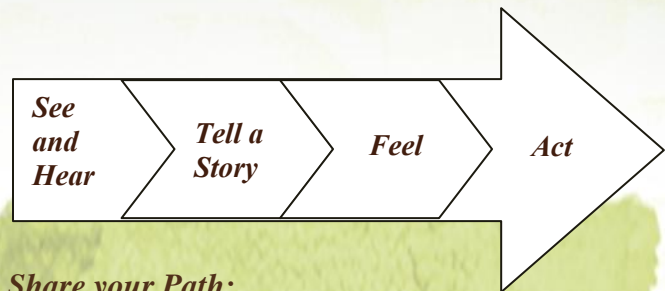 See
and
Hear
Tell a
Story
Feel
Act
Share your Path: